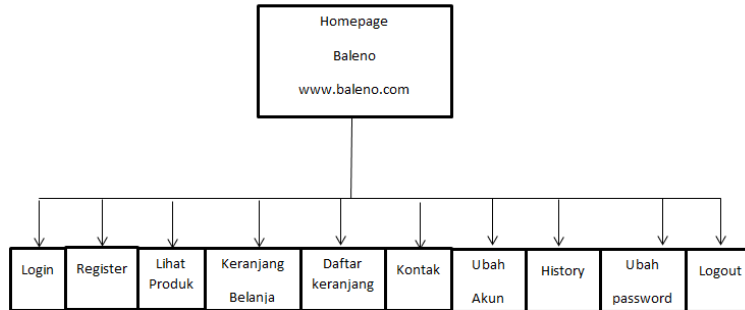 Homepage
Baleno
www.baleno.com
Login
Register
Lihat
Produk
Keranjang
Belanja
Daftar
keranjang
Kontak
Ubah
Akun
History
Ubah
password
Logout